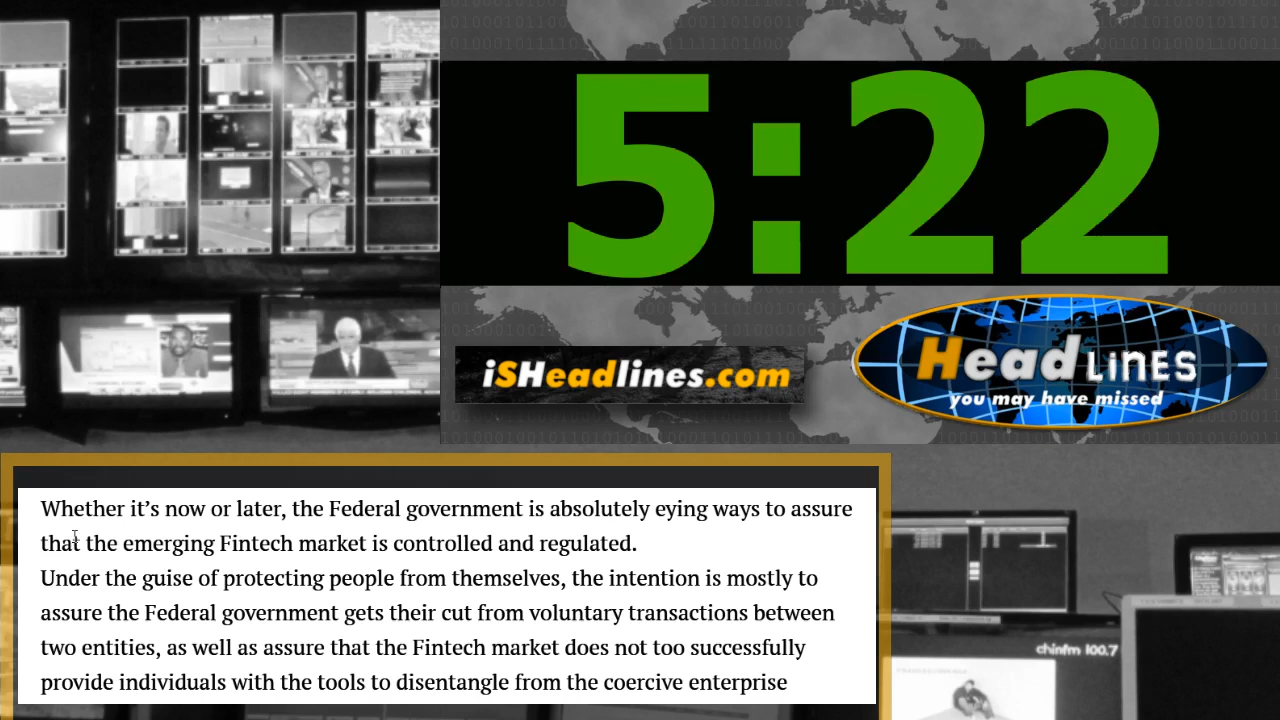 5:22
iSHeadlines.com
HeadLINES
you may have missed
Whether it’s now or later, the Federal government is absolutely eying ways to assure
that the emerging Fintech market is controlled and regulated.
Under the guise of protecting people from themselves, the intention is mostly to
assure the Federal government gets their cut from voluntary transactions between
two entities, as well as assure that the Fintech market does not too successfully
provide individuals with the tools to disentangle from the coercive enterprise
chinfm 100.7